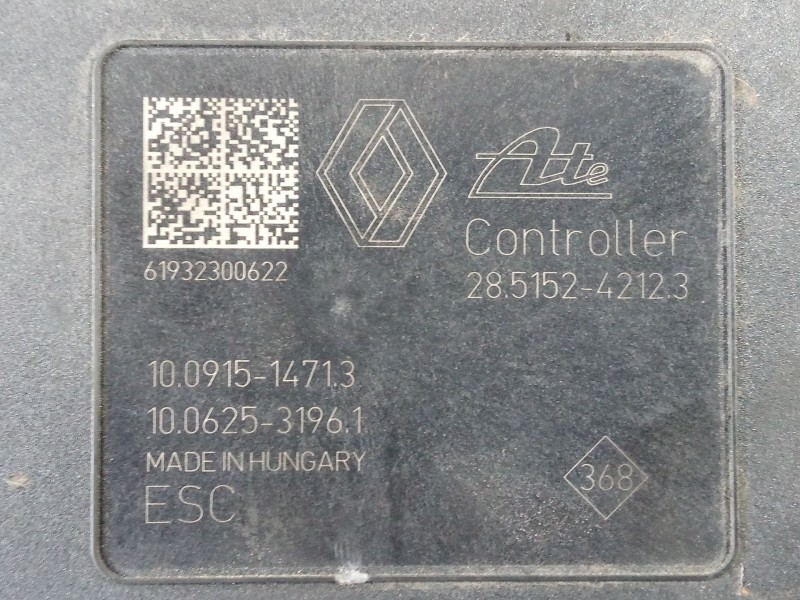 Ate
Controller
28.5152-4212.3
61932300622
10.0915-1471.3
10.0625-3196.1
MADE IN HUNGARY
ESC
368